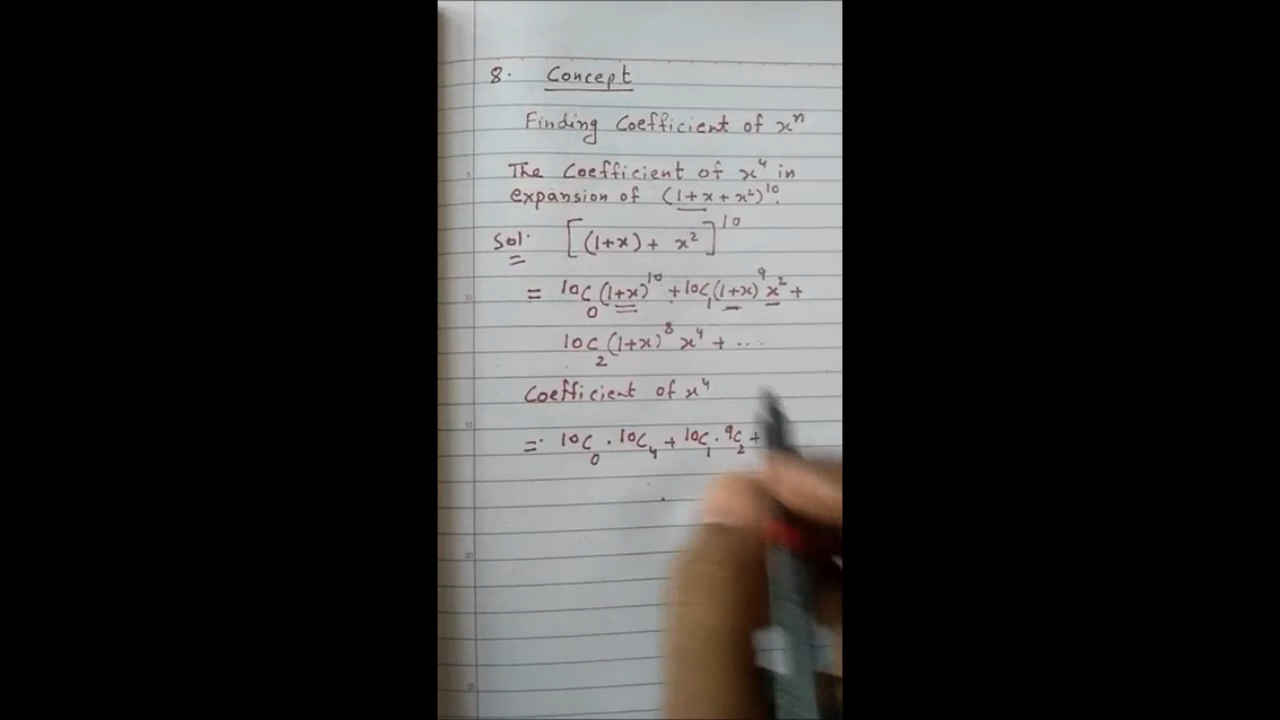 8. Concept
Finding Coefficient of xⁿ
The Coefficient of x⁴ in
expansion of (1+x+x²)¹⁰.
Sol. [(1+x) + x²]¹⁰
= 10C₀(1+x)¹⁰ + 10C₁(1+x)⁹ x² +
10C₂(1+x)⁸ x⁴ + ...
Coefficient of x⁴
= 10C₀ · 10C₄ + 10C₁ · 9C₂ +